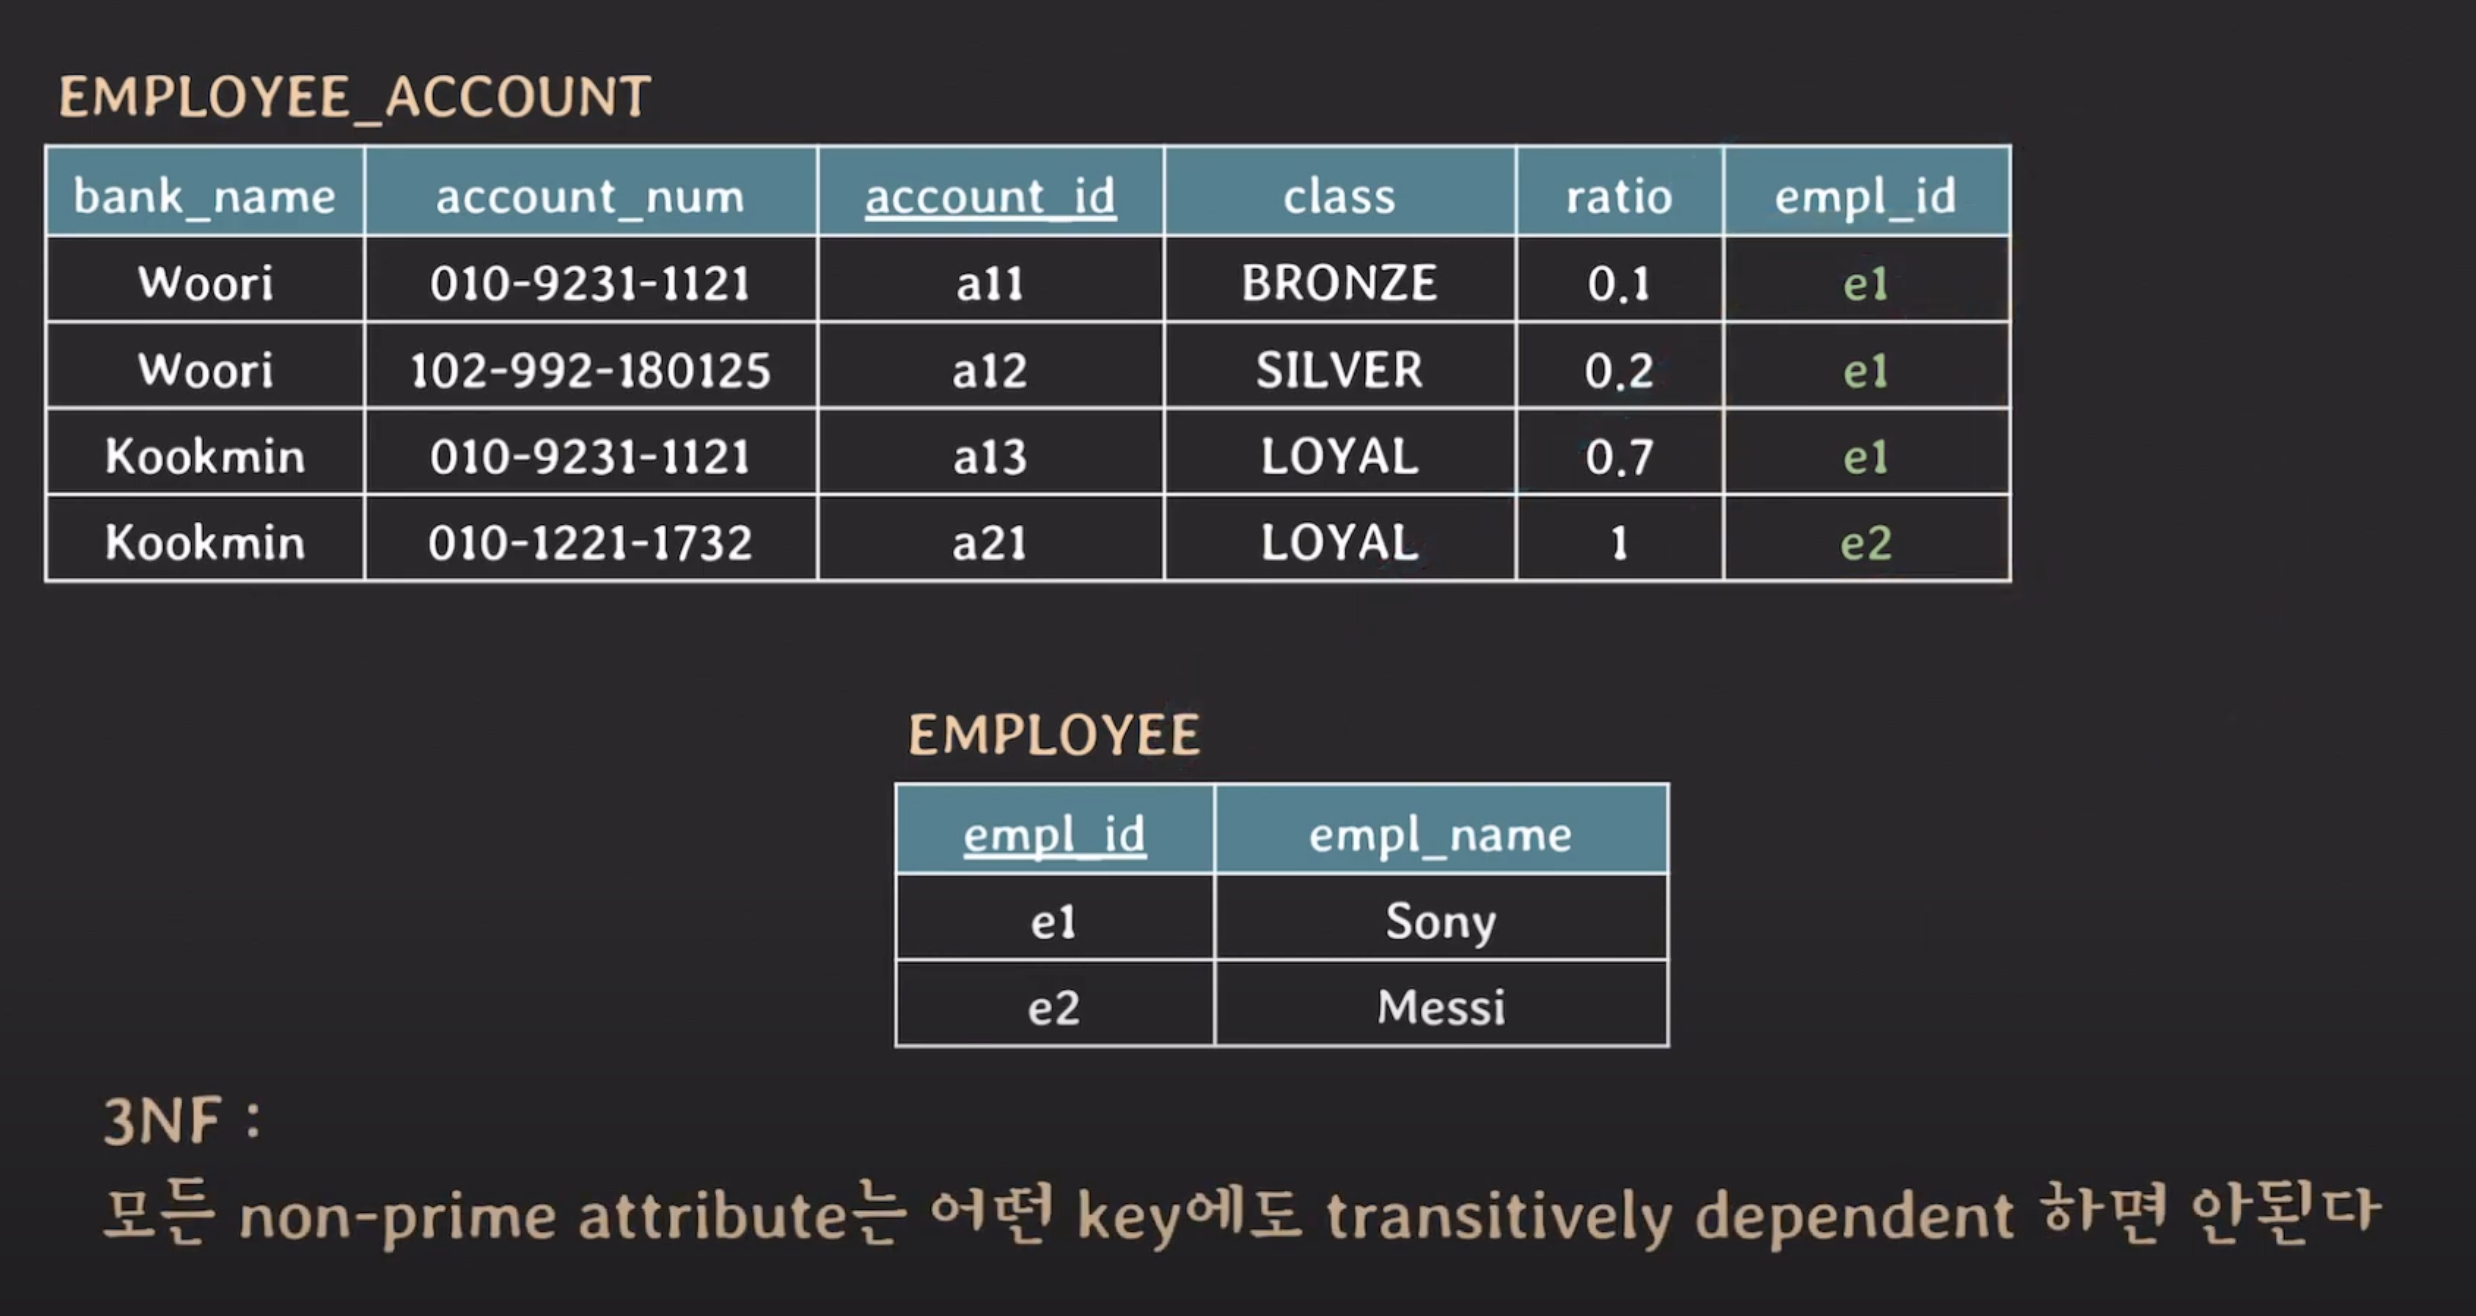 EMPLOYEE_ACCOUNT
bank_name account_num account_id class ratio empl_id
Woori 010-9231-1121 a11 BRONZE 0.1 e1
Woori 102-992-180125 a12 SILVER 0.2 e1
Kookmin 010-9231-1121 a13 LOYAL 0.7 e1
Kookmin 010-1221-1732 a21 LOYAL 1 e2
EMPLOYEE
empl_id empl_name
e1 Sony
e2 Messi
3NF :
모든 non-prime attribute는 어떤 key에도 transitively dependent 하면 안된다